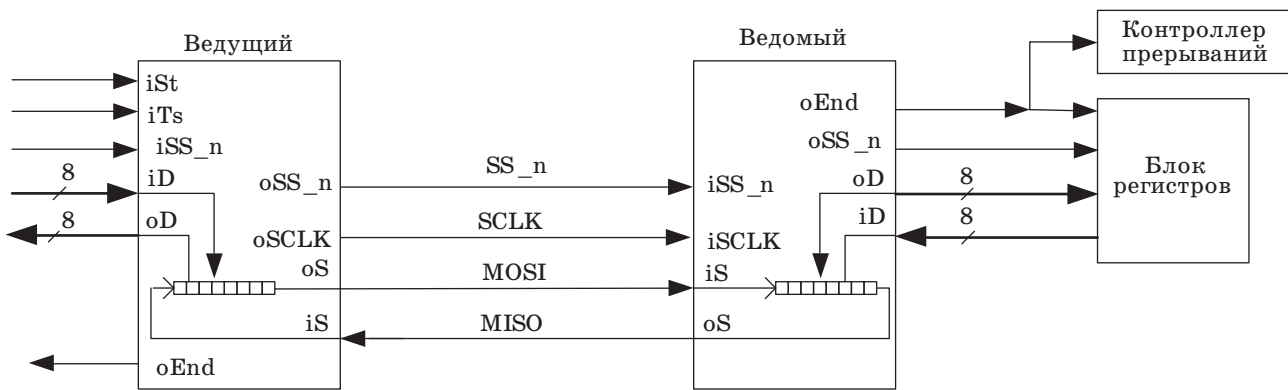 Ведущий
iSt
iTs
iSS_n
8
iD
8
oD
oSS_n
oSCLK
oS
iS
oEnd
SS_n
SCLK
MOSI
MISO
Ведомый
oEnd
oSS_n
iSS_n
oD
8
iD
8
iSCLK
iS
oS
Контроллер
прерываний
Блок
регистров